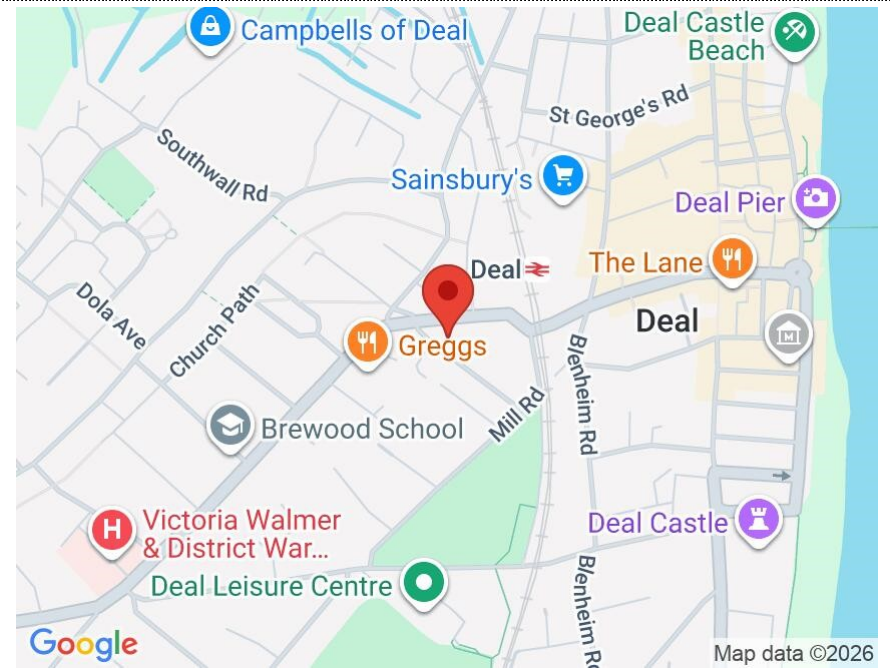 Campbells of Deal
Deal Castle
Beach
St George's Rd
Southwall Rd
Sainsbury's
Deal Pier
Deal
The Lane
Dola Ave
Church Path
Greggs
Deal
M
Blenheim Rd
Mill Rd
Brewood School
H
Victoria Walmer
& District War...
Deal Castle
Deal Leisure Centre
Blenheim R
Google
Map data ©2026